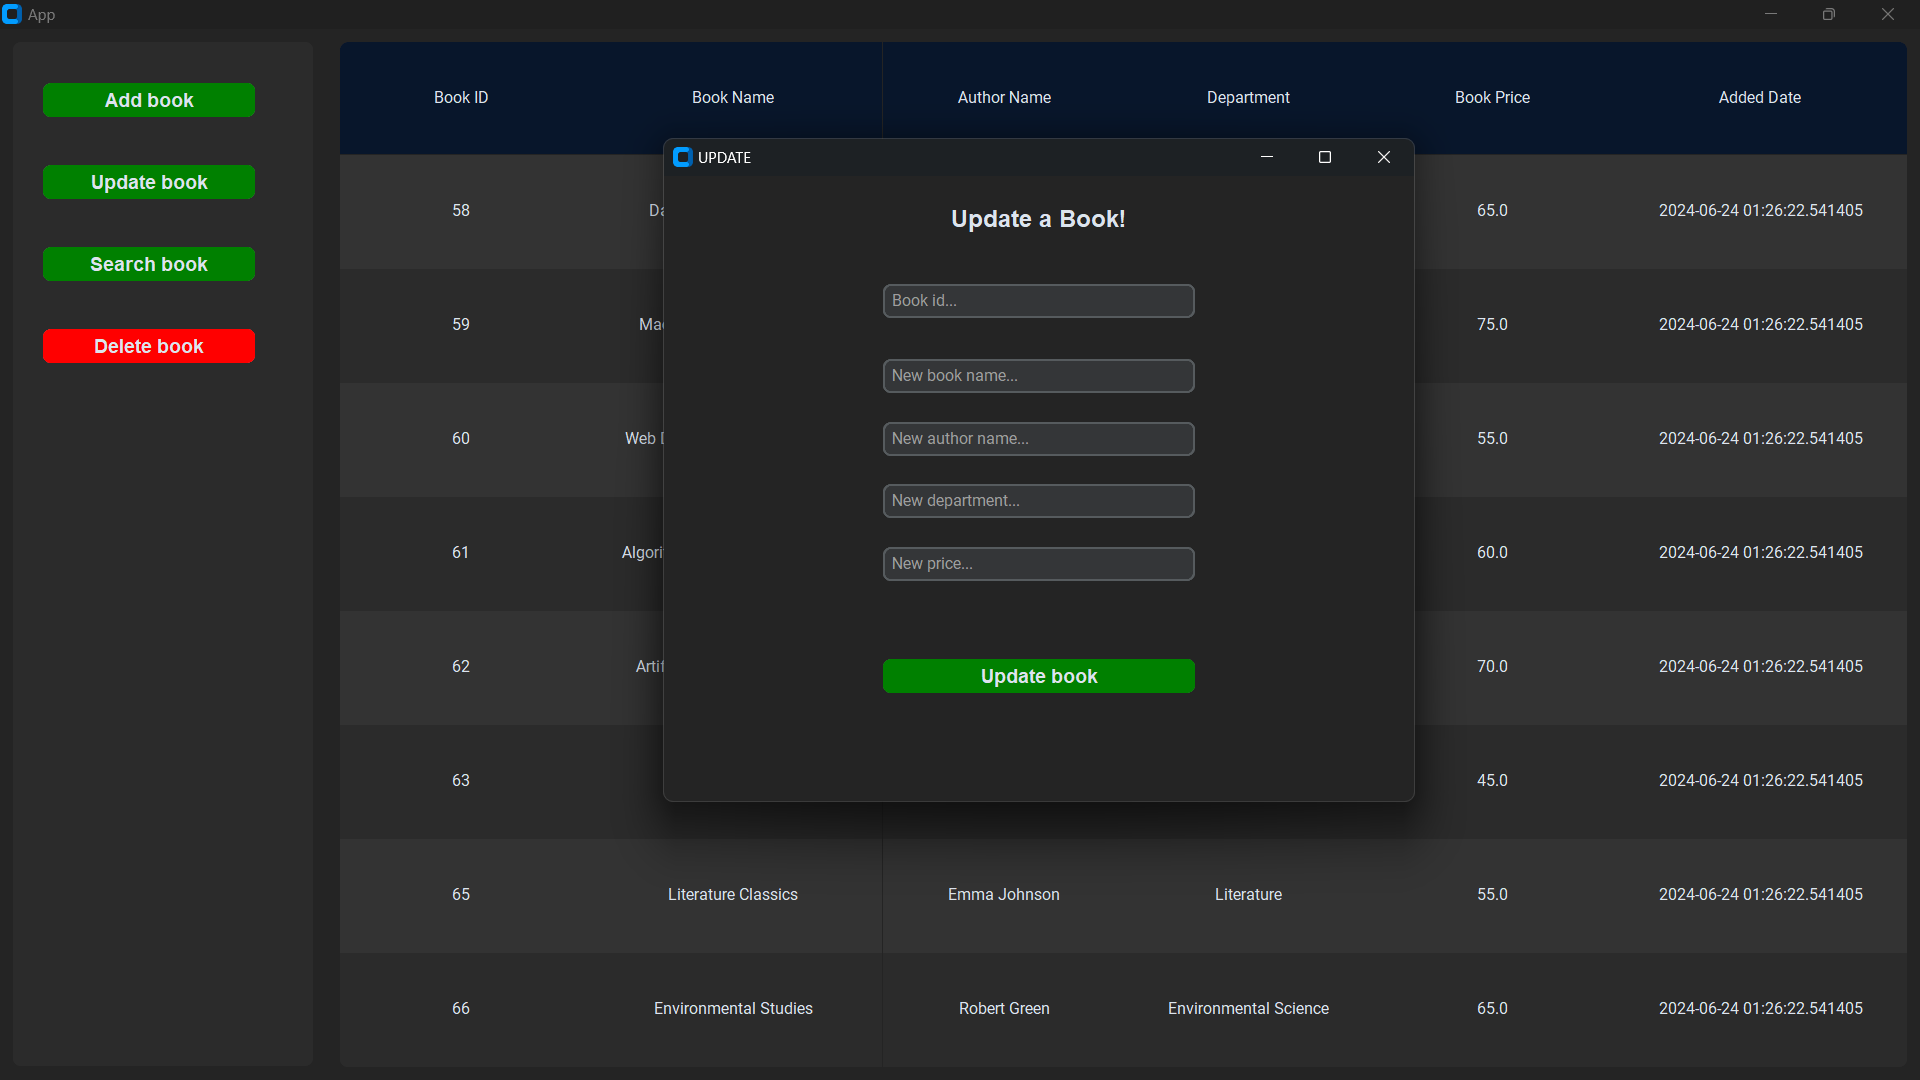 App
Add book
Update book
Search book
Delete book
Book ID Book Name Author Name Department Book Price Added Date
UPDATE
Update a Book!
Book id...
New book name...
New author name...
New department...
New price...
Update book
58 65.0 2024-06-24 01:26:22.541405
59 75.0 2024-06-24 01:26:22.541405
60 Web 55.0 2024-06-24 01:26:22.541405
61 60.0 2024-06-24 01:26:22.541405
62 70.0 2024-06-24 01:26:22.541405
63 45.0 2024-06-24 01:26:22.541405
65 Literature Classics Emma Johnson Literature 55.0 2024-06-24 01:26:22.541405
66 Environmental Studies Robert Green Environmental Science 65.0 2024-06-24 01:26:22.541405